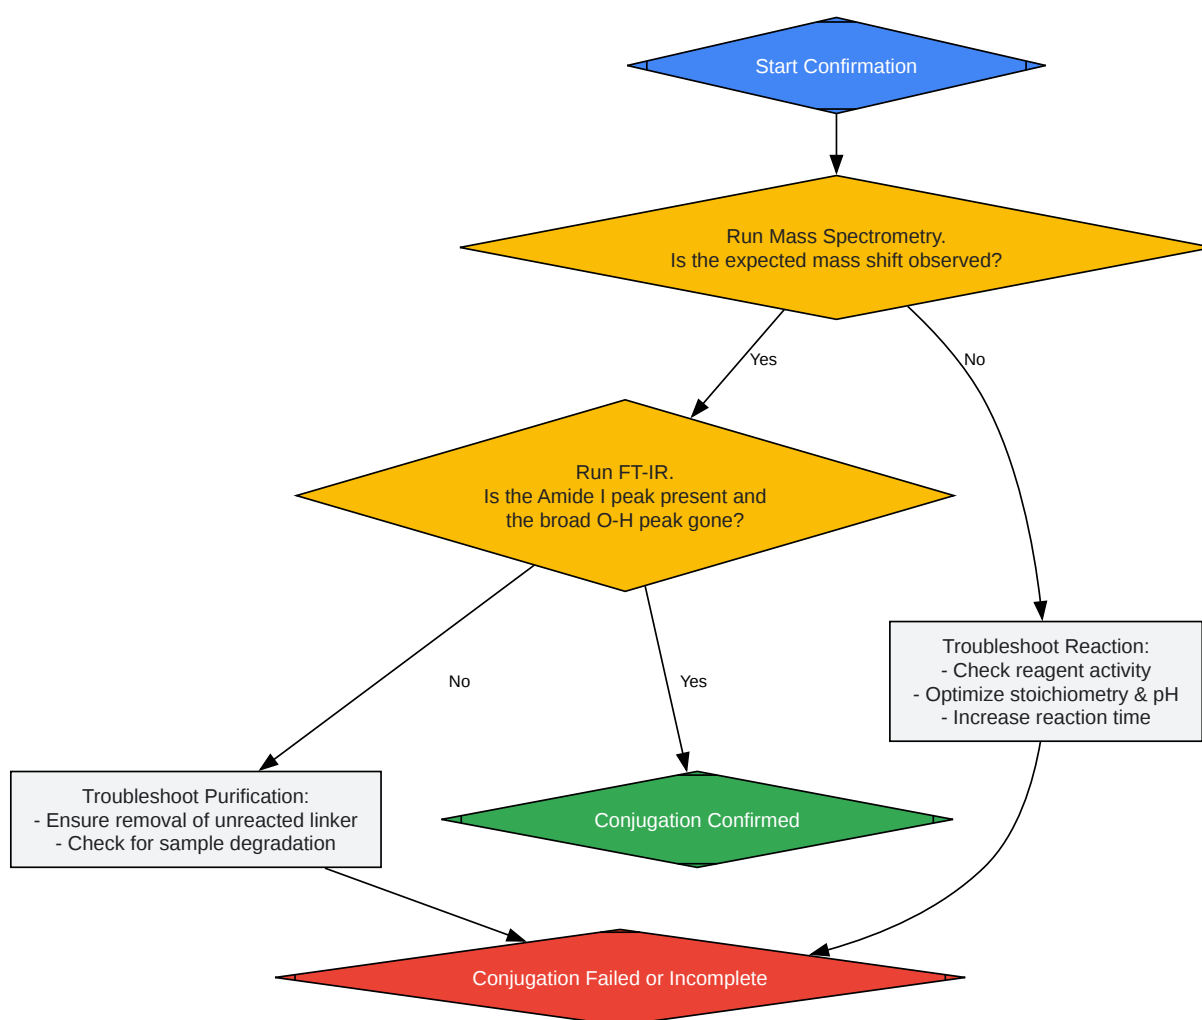 Start Confirmation
Run Mass Spectrometry.
Is the expected mass shift observed?
Yes
No
Run FT-IR.
Is the Amide I peak present and
the broad O-H peak gone?
No
Yes
Troubleshoot Reaction:
- Check reagent activity
- Optimize stoichiometry & pH
- Increase reaction time
Troubleshoot Purification:
- Ensure removal of unreacted linker
- Check for sample degradation
Conjugation Confirmed
Conjugation Failed or Incomplete